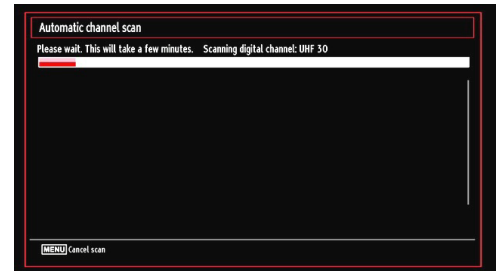 Automatic channel scan
Please wait. This will take a few minutes. Scanning digital channel: UHF 30
MENU Cancel scan